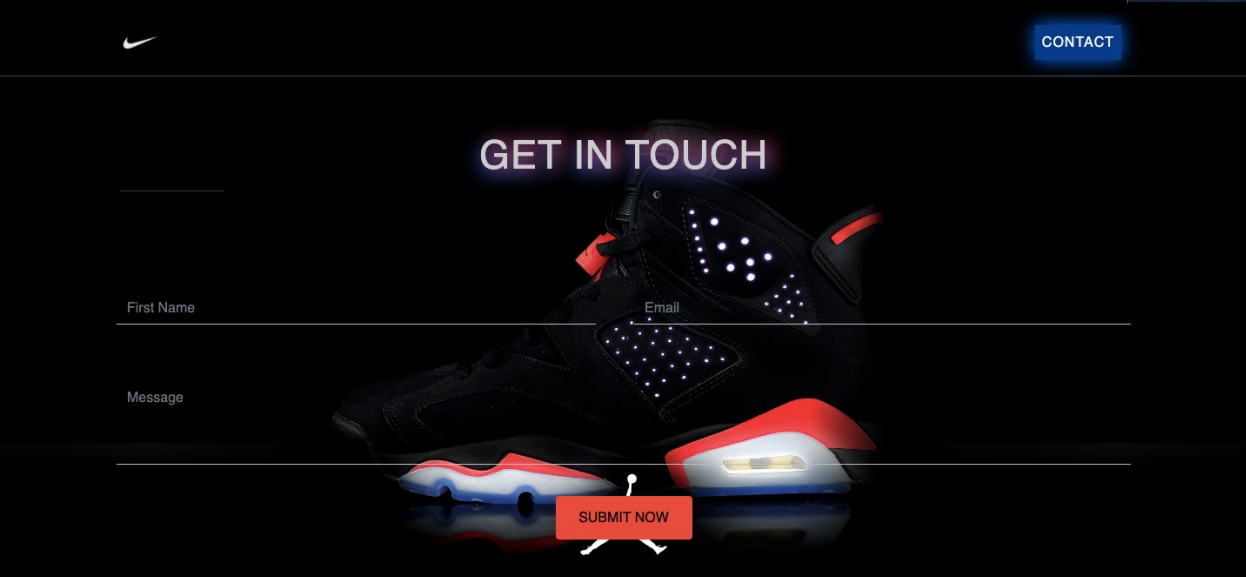 CONTACT
GET IN TOUCH
First Name
Email
Message
SUBMIT NOW